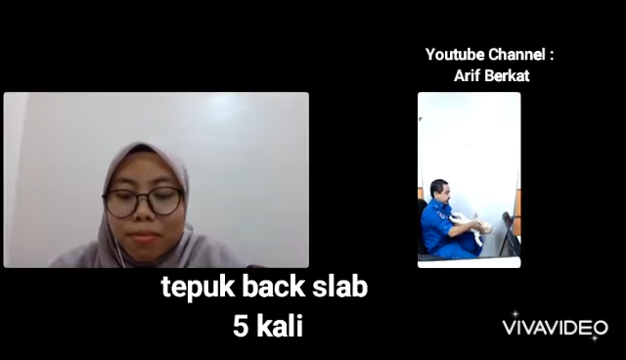 Youtube Channel :
Arif Berkat
tepuk back slab
5 kali
VIVAVIDEO